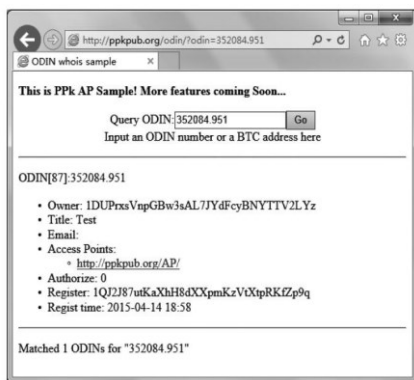 http://ppkpub.org/odin/?odin=352084.951
ODIN whois sample
This is PPk AP Sample! More features coming Soon...
Query ODIN: 352084.951 Go
Input an ODIN number or a BTC address here
ODIN[87]:352084.951
• Owner: 1DUPrxsVnpGBw3sAL7JYdFcyBNYTTV2LYz
• Title: Test
• Email:
• Access Points:
◦ http://ppkpub.org/AP/
• Authorize: 0
• Register: 1QJ2J87utKaXhH8dXXpmKzVtXtpRKfZp9q
• Regist time: 2015-04-14 18:58
Matched 1 ODINs for "352084.951"